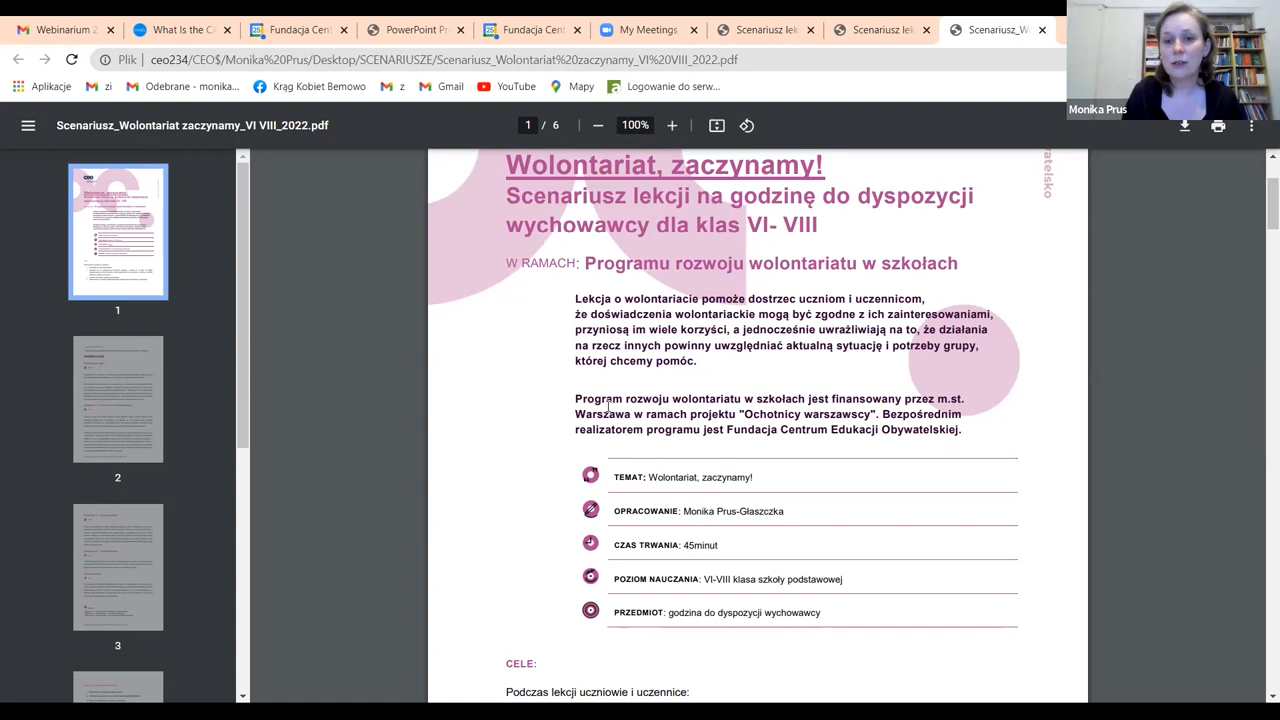 Webinarium 2
What Is the C
Fundacja Cen
PowerPoint P
Fundacja Cent
My Meetings
Scenariusz lek
Scenariusz lek
Scenariusz_W
Plik
ceo234/CEO$/Monika%20Prus/Desktop/SCENARIUSZE/Scenariusz_Wolontariat%20zaczynamy_VI%20VIII_2022.pdf
Aplikacje
zi
Odebrane - monika...
Krąg Kobiet Bemowo
z
Gmail
YouTube
Mapy
Logowanie do serw...
Monika Prus
Scenariusz_Wolontariat zaczynamy_VI VIII_2022.pdf
1 / 6
100%
1
2
3
Wolontariat, zaczynamy!
Scenariusz lekcji na godzinę do dyspozycji
wychowawcy dla klas VI- VIII
W RAMACH: Programu rozwoju wolontariatu w szkołach
Lekcja o wolontariacie pomoże dostrzec uczniom i uczennicom,
że doświadczenia wolontariackie mogą być zgodne z ich zainteresowaniami,
przyniosą im wiele korzyści, a jednocześnie uwrażliwiają na to, że działania
na rzecz innych powinny uwzględniać aktualną sytuację i potrzeby grupy,
której chcemy pomóc.
Program rozwoju wolontariatu w szkołach jest finansowany przez m.st.
Warszawa w ramach projektu "Ochotnicy warszawscy". Bezpośrednim
realizatorem programu jest Fundacja Centrum Edukacji Obywatelskiej.
TEMAT: Wolontariat, zaczynamy!
OPRACOWANIE: Monika Prus-Głaszczka
CZAS TRWANIA: 45minut
POZIOM NAUCZANIA: VI-VIII klasa szkoły podstawowej
PRZEDMIOT: godzina do dyspozycji wychowawcy
CELE:
Podczas lekcji uczniowie i uczennice: